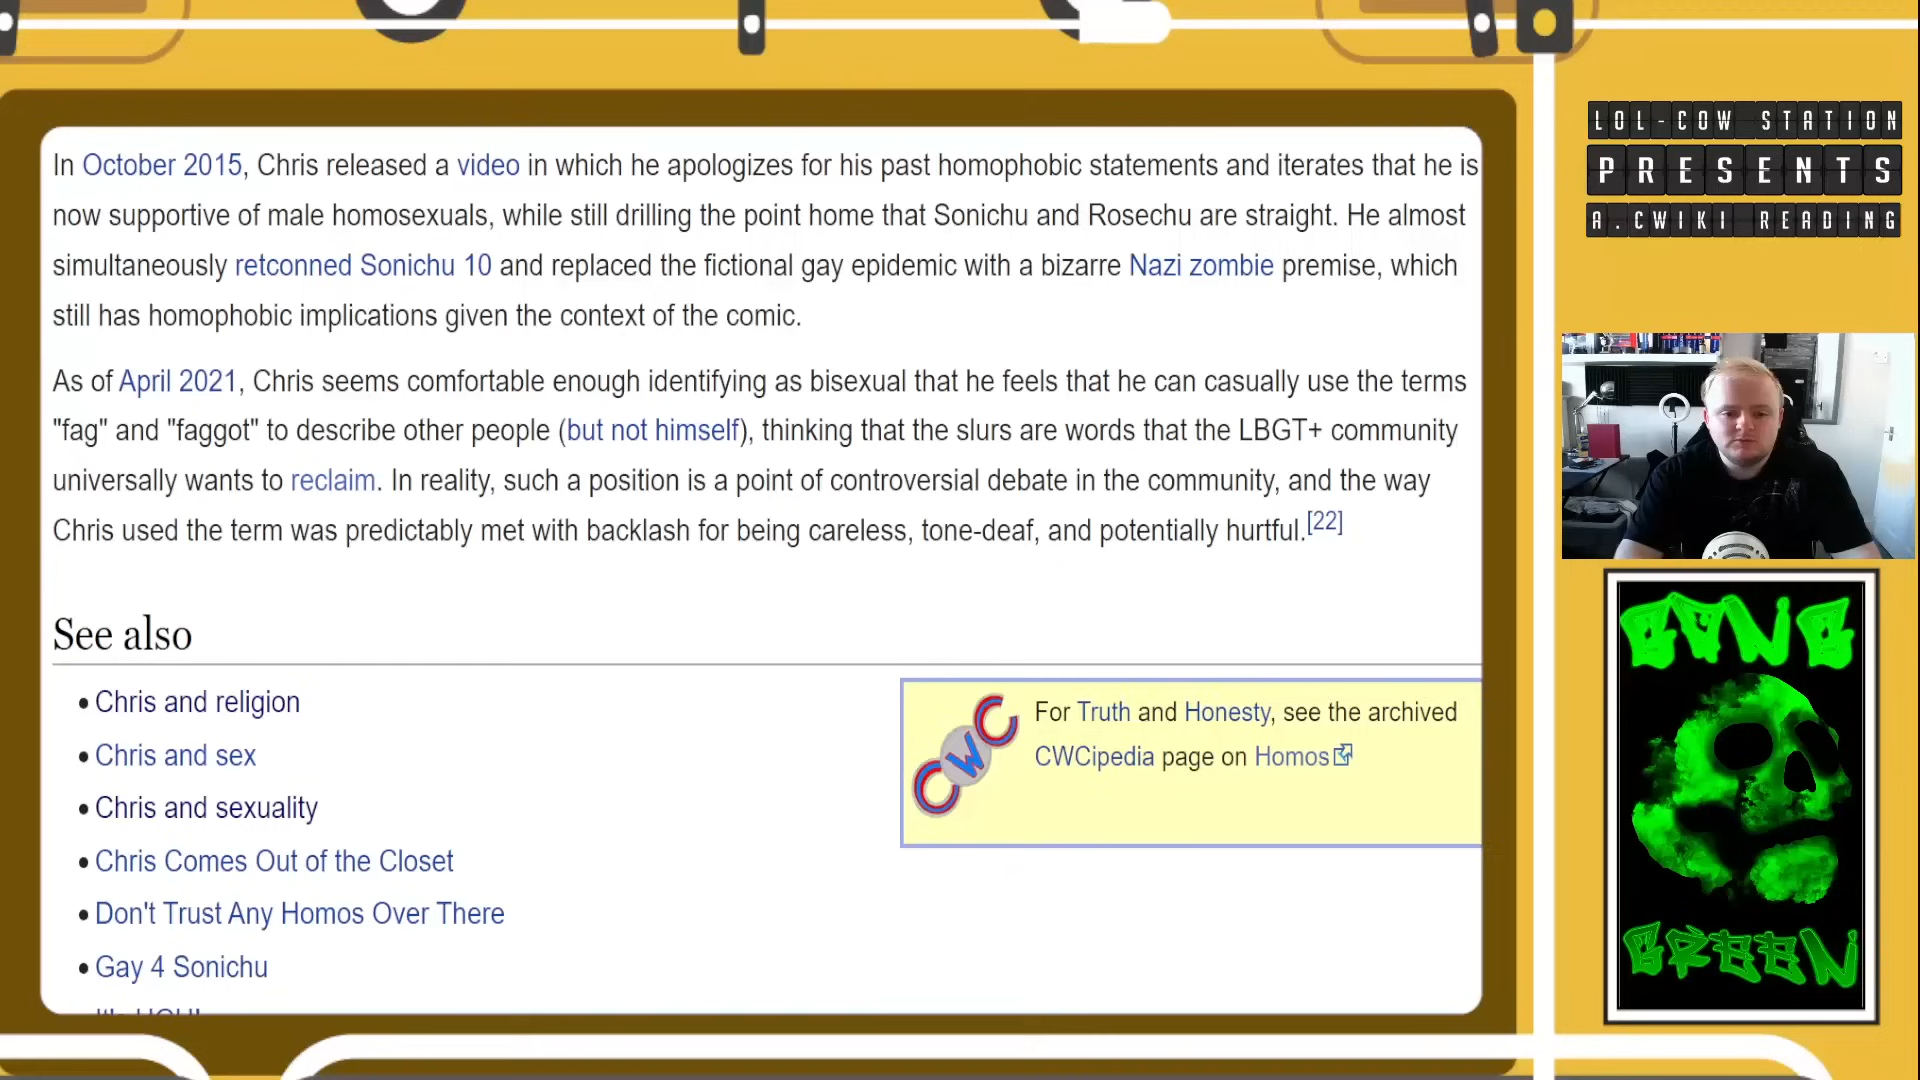 LOL-COW STATION
PRESENTS
A.CWIKI READING
In October 2015, Chris released a video in which he apologizes for his past homophobic statements and iterates that he is
now supportive of male homosexuals, while still drilling the point home that Sonichu and Rosechu are straight. He almost
simultaneously retconned Sonichu 10 and replaced the fictional gay epidemic with a bizarre Nazi zombie premise, which
still has homophobic implications given the context of the comic.
As of April 2021, Chris seems comfortable enough identifying as bisexual that he feels that he can casually use the terms
"fag" and "faggot" to describe other people (but not himself), thinking that the slurs are words that the LBGT+ community
universally wants to reclaim. In reality, such a position is a point of controversial debate in the community, and the way
Chris used the term was predictably met with backlash for being careless, tone-deaf, and potentially hurtful.[22]
See also
• Chris and religion
• Chris and sex
• Chris and sexuality
• Chris Comes Out of the Closet
• Don't Trust Any Homos Over There
• Gay 4 Sonichu
CWC
For Truth and Honesty, see the archived
CWCipedia page on Homos
GONE
GREEN